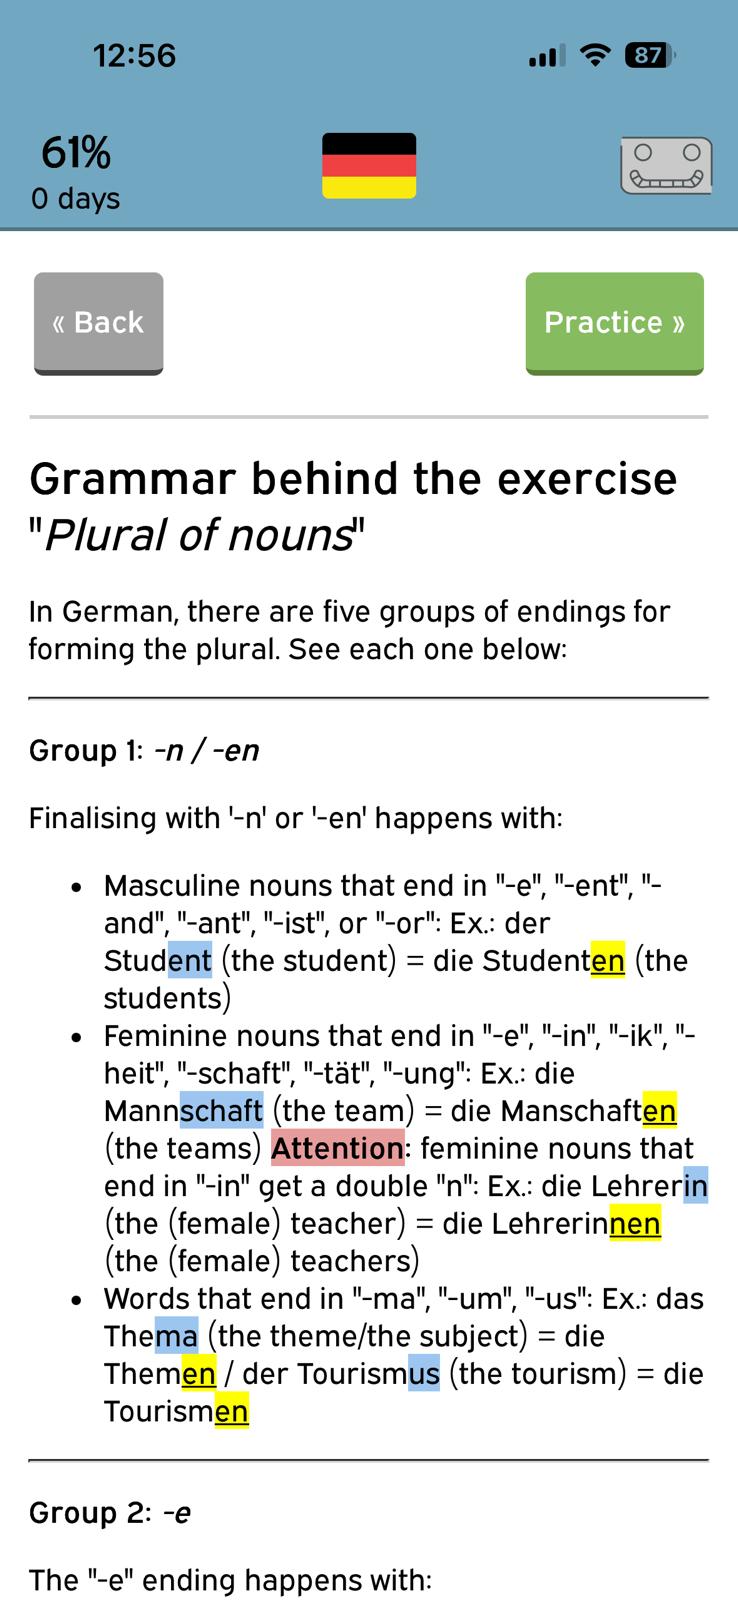 12:56
87
61%
0 days
« Back
Practice »
Grammar behind the exercise
"Plural of nouns"
In German, there are five groups of endings for
forming the plural. See each one below:
Group 1: -n / -en
Finalising with '-n' or '-en' happens with:
• Masculine nouns that end in "-e", "-ent", "-
and", "-ant", "-ist", or "-or": Ex.: der
Student (the student) = die Studenten (the
students)
• Feminine nouns that end in "-e", "-in", "-ik", "-
heit", "-schaft", "-tät", "-ung": Ex.: die
Mannschaft (the team) = die Manschaften
(the teams) Attention: feminine nouns that
end in "-in" get a double "n": Ex.: die Lehrerin
(the (female) teacher) = die Lehrerinnen
(the (female) teachers)
• Words that end in "-ma", "-um", "-us": Ex.: das
Thema (the theme/the subject) = die
Themen / der Tourismus (the tourism) = die
Tourismen
Group 2: -e
The "-e" ending happens with: